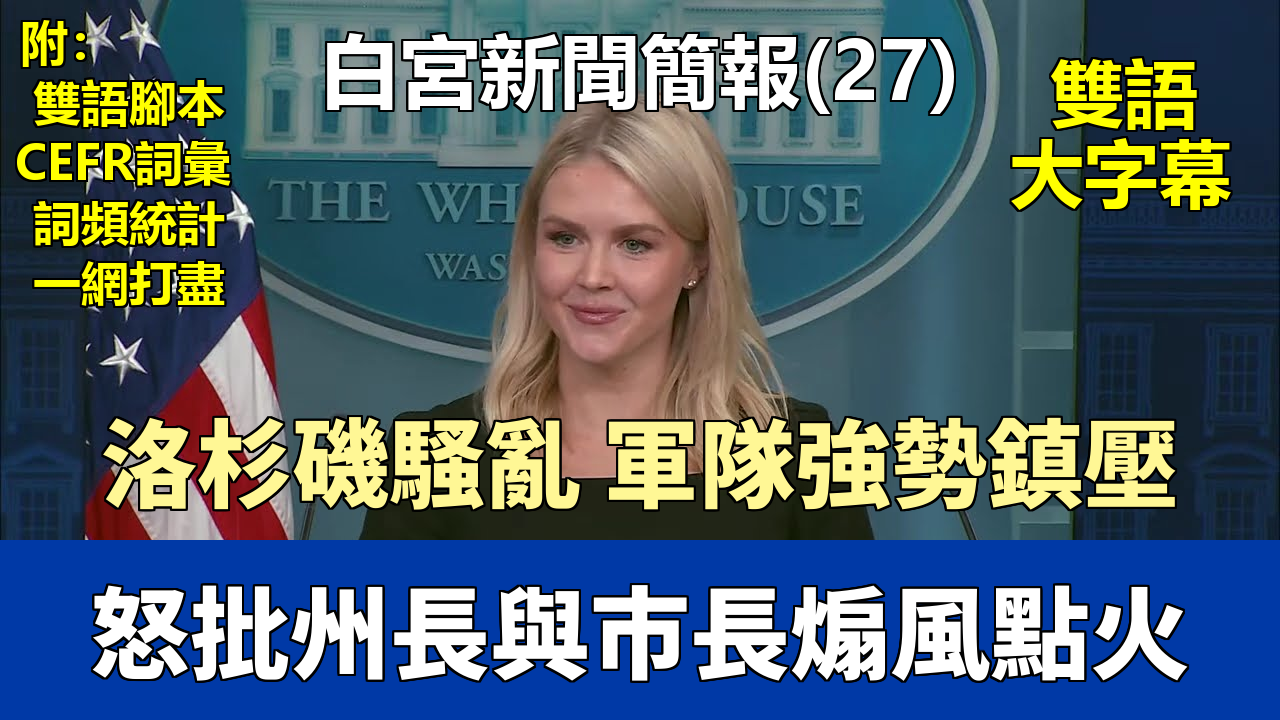 附：
雙語腳本
CEFR詞彙
詞頻統計
一網打盡
白宮新聞簡報(27)
雙語
大字幕
THE WH OUSE
WAS
洛杉磯騷亂 軍隊強勢鎮壓
怒批州長與市長煽風點火